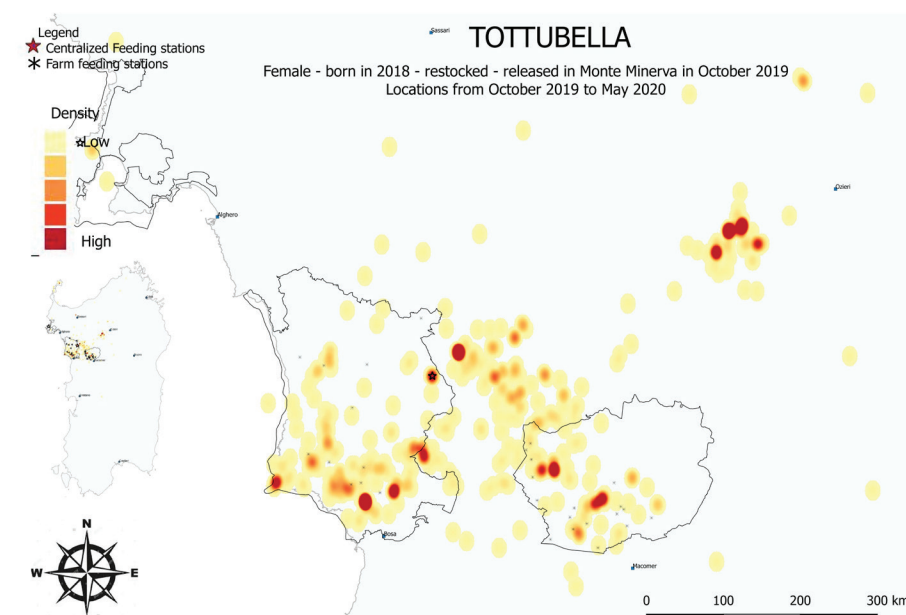 TOTTUBELLA
Female - born in 2018 - restocked - released in Monte Minerva in October 2019
Locations from October 2019 to May 2020
Legend
Centralized Feeding stations
Farm feeding stations
Density
Low
High
Sassari
Ozieri
Alghero
Bosa
Macomer
N
W
E
S
0 100 200 300 km